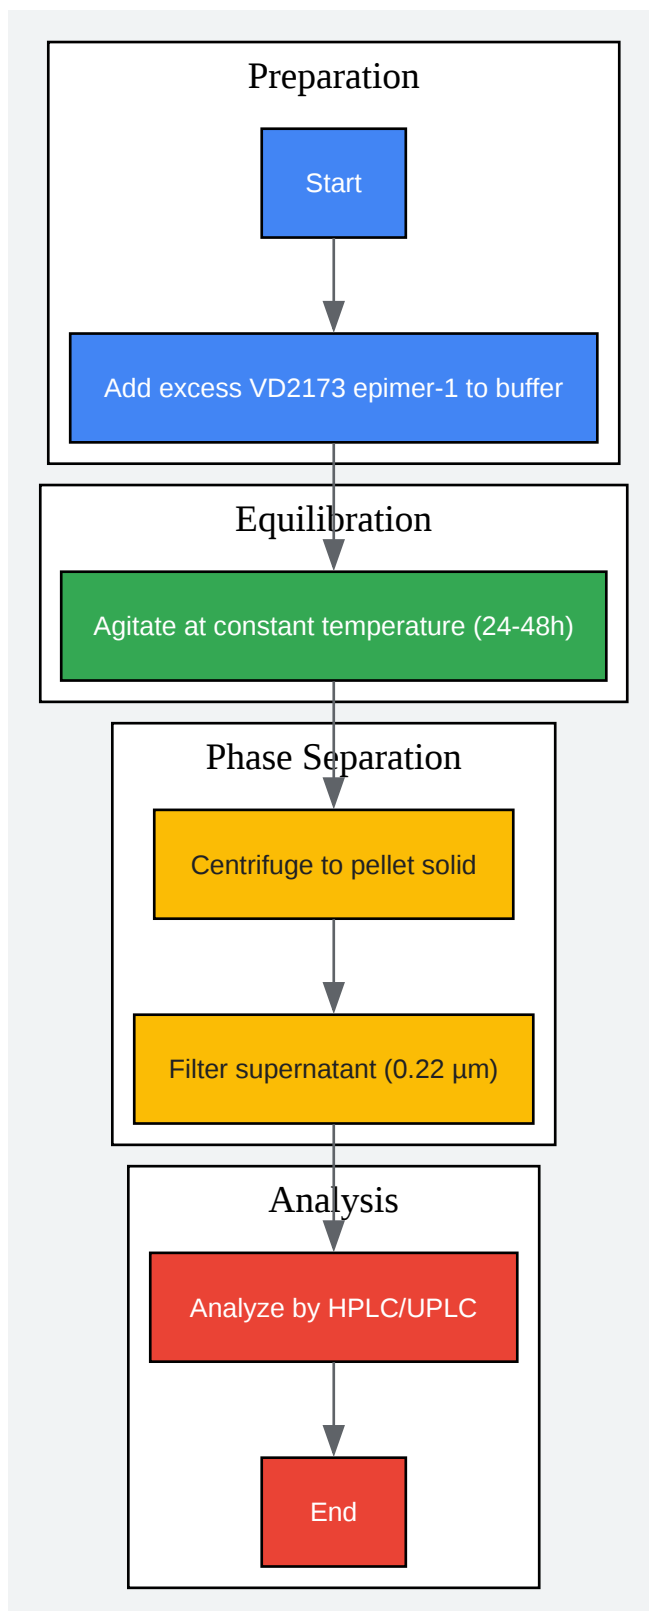 Preparation
Start
Add excess VD2173 epimer-1 to buffer
Equilibration
Agitate at constant temperature (24-48h)
Phase Separation
Centrifuge to pellet solid
Filter supernatant (0.22 µm)
Analysis
Analyze by HPLC/UPLC
End